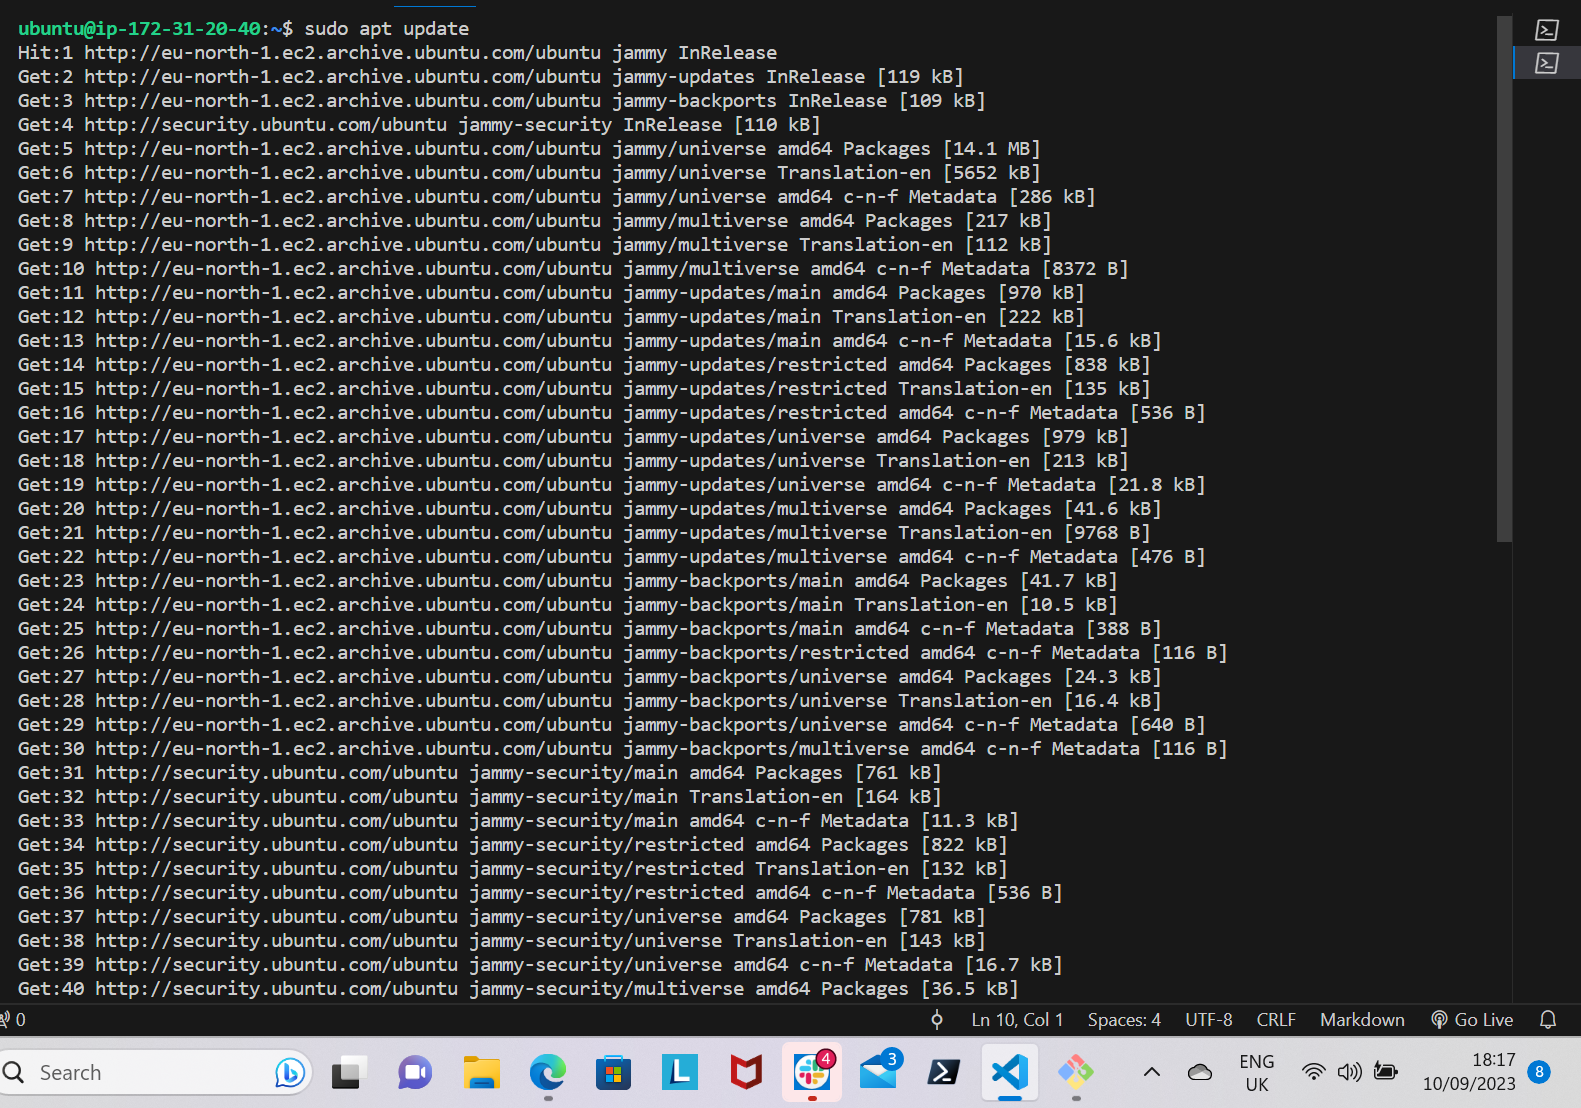 ubuntu@ip-172-31-20-40:~$ sudo apt update
Hit:1 http://eu-north-1.ec2.archive.ubuntu.com/ubuntu jammy InRelease
Get:2 http://eu-north-1.ec2.archive.ubuntu.com/ubuntu jammy-updates InRelease [119 kB]
Get:3 http://eu-north-1.ec2.archive.ubuntu.com/ubuntu jammy-backports InRelease [109 kB]
Get:4 http://security.ubuntu.com/ubuntu jammy-security InRelease [110 kB]
Get:5 http://eu-north-1.ec2.archive.ubuntu.com/ubuntu jammy/universe amd64 Packages [14.1 MB]
Get:6 http://eu-north-1.ec2.archive.ubuntu.com/ubuntu jammy/universe Translation-en [5652 kB]
Get:7 http://eu-north-1.ec2.archive.ubuntu.com/ubuntu jammy/universe amd64 c-n-f Metadata [286 kB]
Get:8 http://eu-north-1.ec2.archive.ubuntu.com/ubuntu jammy/multiverse amd64 Packages [217 kB]
Get:9 http://eu-north-1.ec2.archive.ubuntu.com/ubuntu jammy/multiverse Translation-en [112 kB]
Get:10 http://eu-north-1.ec2.archive.ubuntu.com/ubuntu jammy/multiverse amd64 c-n-f Metadata [8372 B]
Get:11 http://eu-north-1.ec2.archive.ubuntu.com/ubuntu jammy-updates/main amd64 Packages [970 kB]
Get:12 http://eu-north-1.ec2.archive.ubuntu.com/ubuntu jammy-updates/main Translation-en [222 kB]
Get:13 http://eu-north-1.ec2.archive.ubuntu.com/ubuntu jammy-updates/main amd64 c-n-f Metadata [15.6 kB]
Get:14 http://eu-north-1.ec2.archive.ubuntu.com/ubuntu jammy-updates/restricted amd64 Packages [838 kB]
Get:15 http://eu-north-1.ec2.archive.ubuntu.com/ubuntu jammy-updates/restricted Translation-en [135 kB]
Get:16 http://eu-north-1.ec2.archive.ubuntu.com/ubuntu jammy-updates/restricted amd64 c-n-f Metadata [536 B]
Get:17 http://eu-north-1.ec2.archive.ubuntu.com/ubuntu jammy-updates/universe amd64 Packages [979 kB]
Get:18 http://eu-north-1.ec2.archive.ubuntu.com/ubuntu jammy-updates/universe Translation-en [213 kB]
Get:19 http://eu-north-1.ec2.archive.ubuntu.com/ubuntu jammy-updates/universe amd64 c-n-f Metadata [21.8 kB]
Get:20 http://eu-north-1.ec2.archive.ubuntu.com/ubuntu jammy-updates/multiverse amd64 Packages [41.6 kB]
Get:21 http://eu-north-1.ec2.archive.ubuntu.com/ubuntu jammy-updates/multiverse Translation-en [9768 B]
Get:22 http://eu-north-1.ec2.archive.ubuntu.com/ubuntu jammy-updates/multiverse amd64 c-n-f Metadata [476 B]
Get:23 http://eu-north-1.ec2.archive.ubuntu.com/ubuntu jammy-backports/main amd64 Packages [41.7 kB]
Get:24 http://eu-north-1.ec2.archive.ubuntu.com/ubuntu jammy-backports/main Translation-en [10.5 kB]
Get:25 http://eu-north-1.ec2.archive.ubuntu.com/ubuntu jammy-backports/main amd64 c-n-f Metadata [388 B]
Get:26 http://eu-north-1.ec2.archive.ubuntu.com/ubuntu jammy-backports/restricted amd64 c-n-f Metadata [116 B]
Get:27 http://eu-north-1.ec2.archive.ubuntu.com/ubuntu jammy-backports/universe amd64 Packages [24.3 kB]
Get:28 http://eu-north-1.ec2.archive.ubuntu.com/ubuntu jammy-backports/universe Translation-en [16.4 kB]
Get:29 http://eu-north-1.ec2.archive.ubuntu.com/ubuntu jammy-backports/universe amd64 c-n-f Metadata [640 B]
Get:30 http://eu-north-1.ec2.archive.ubuntu.com/ubuntu jammy-backports/multiverse amd64 c-n-f Metadata [116 B]
Get:31 http://security.ubuntu.com/ubuntu jammy-security/main amd64 Packages [761 kB]
Get:32 http://security.ubuntu.com/ubuntu jammy-security/main Translation-en [164 kB]
Get:33 http://security.ubuntu.com/ubuntu jammy-security/main amd64 c-n-f Metadata [11.3 kB]
Get:34 http://security.ubuntu.com/ubuntu jammy-security/restricted amd64 Packages [822 kB]
Get:35 http://security.ubuntu.com/ubuntu jammy-security/restricted Translation-en [132 kB]
Get:36 http://security.ubuntu.com/ubuntu jammy-security/restricted amd64 c-n-f Metadata [536 B]
Get:37 http://security.ubuntu.com/ubuntu jammy-security/universe amd64 Packages [781 kB]
Get:38 http://security.ubuntu.com/ubuntu jammy-security/universe Translation-en [143 kB]
Get:39 http://security.ubuntu.com/ubuntu jammy-security/universe amd64 c-n-f Metadata [16.7 kB]
Get:40 http://security.ubuntu.com/ubuntu jammy-security/multiverse amd64 Packages [36.5 kB]
0 Ln 10, Col 1 Spaces: 4 UTF-8 CRLF Markdown Go Live
Search L 4 3 ENG 18:17
UK 10/09/2023 8